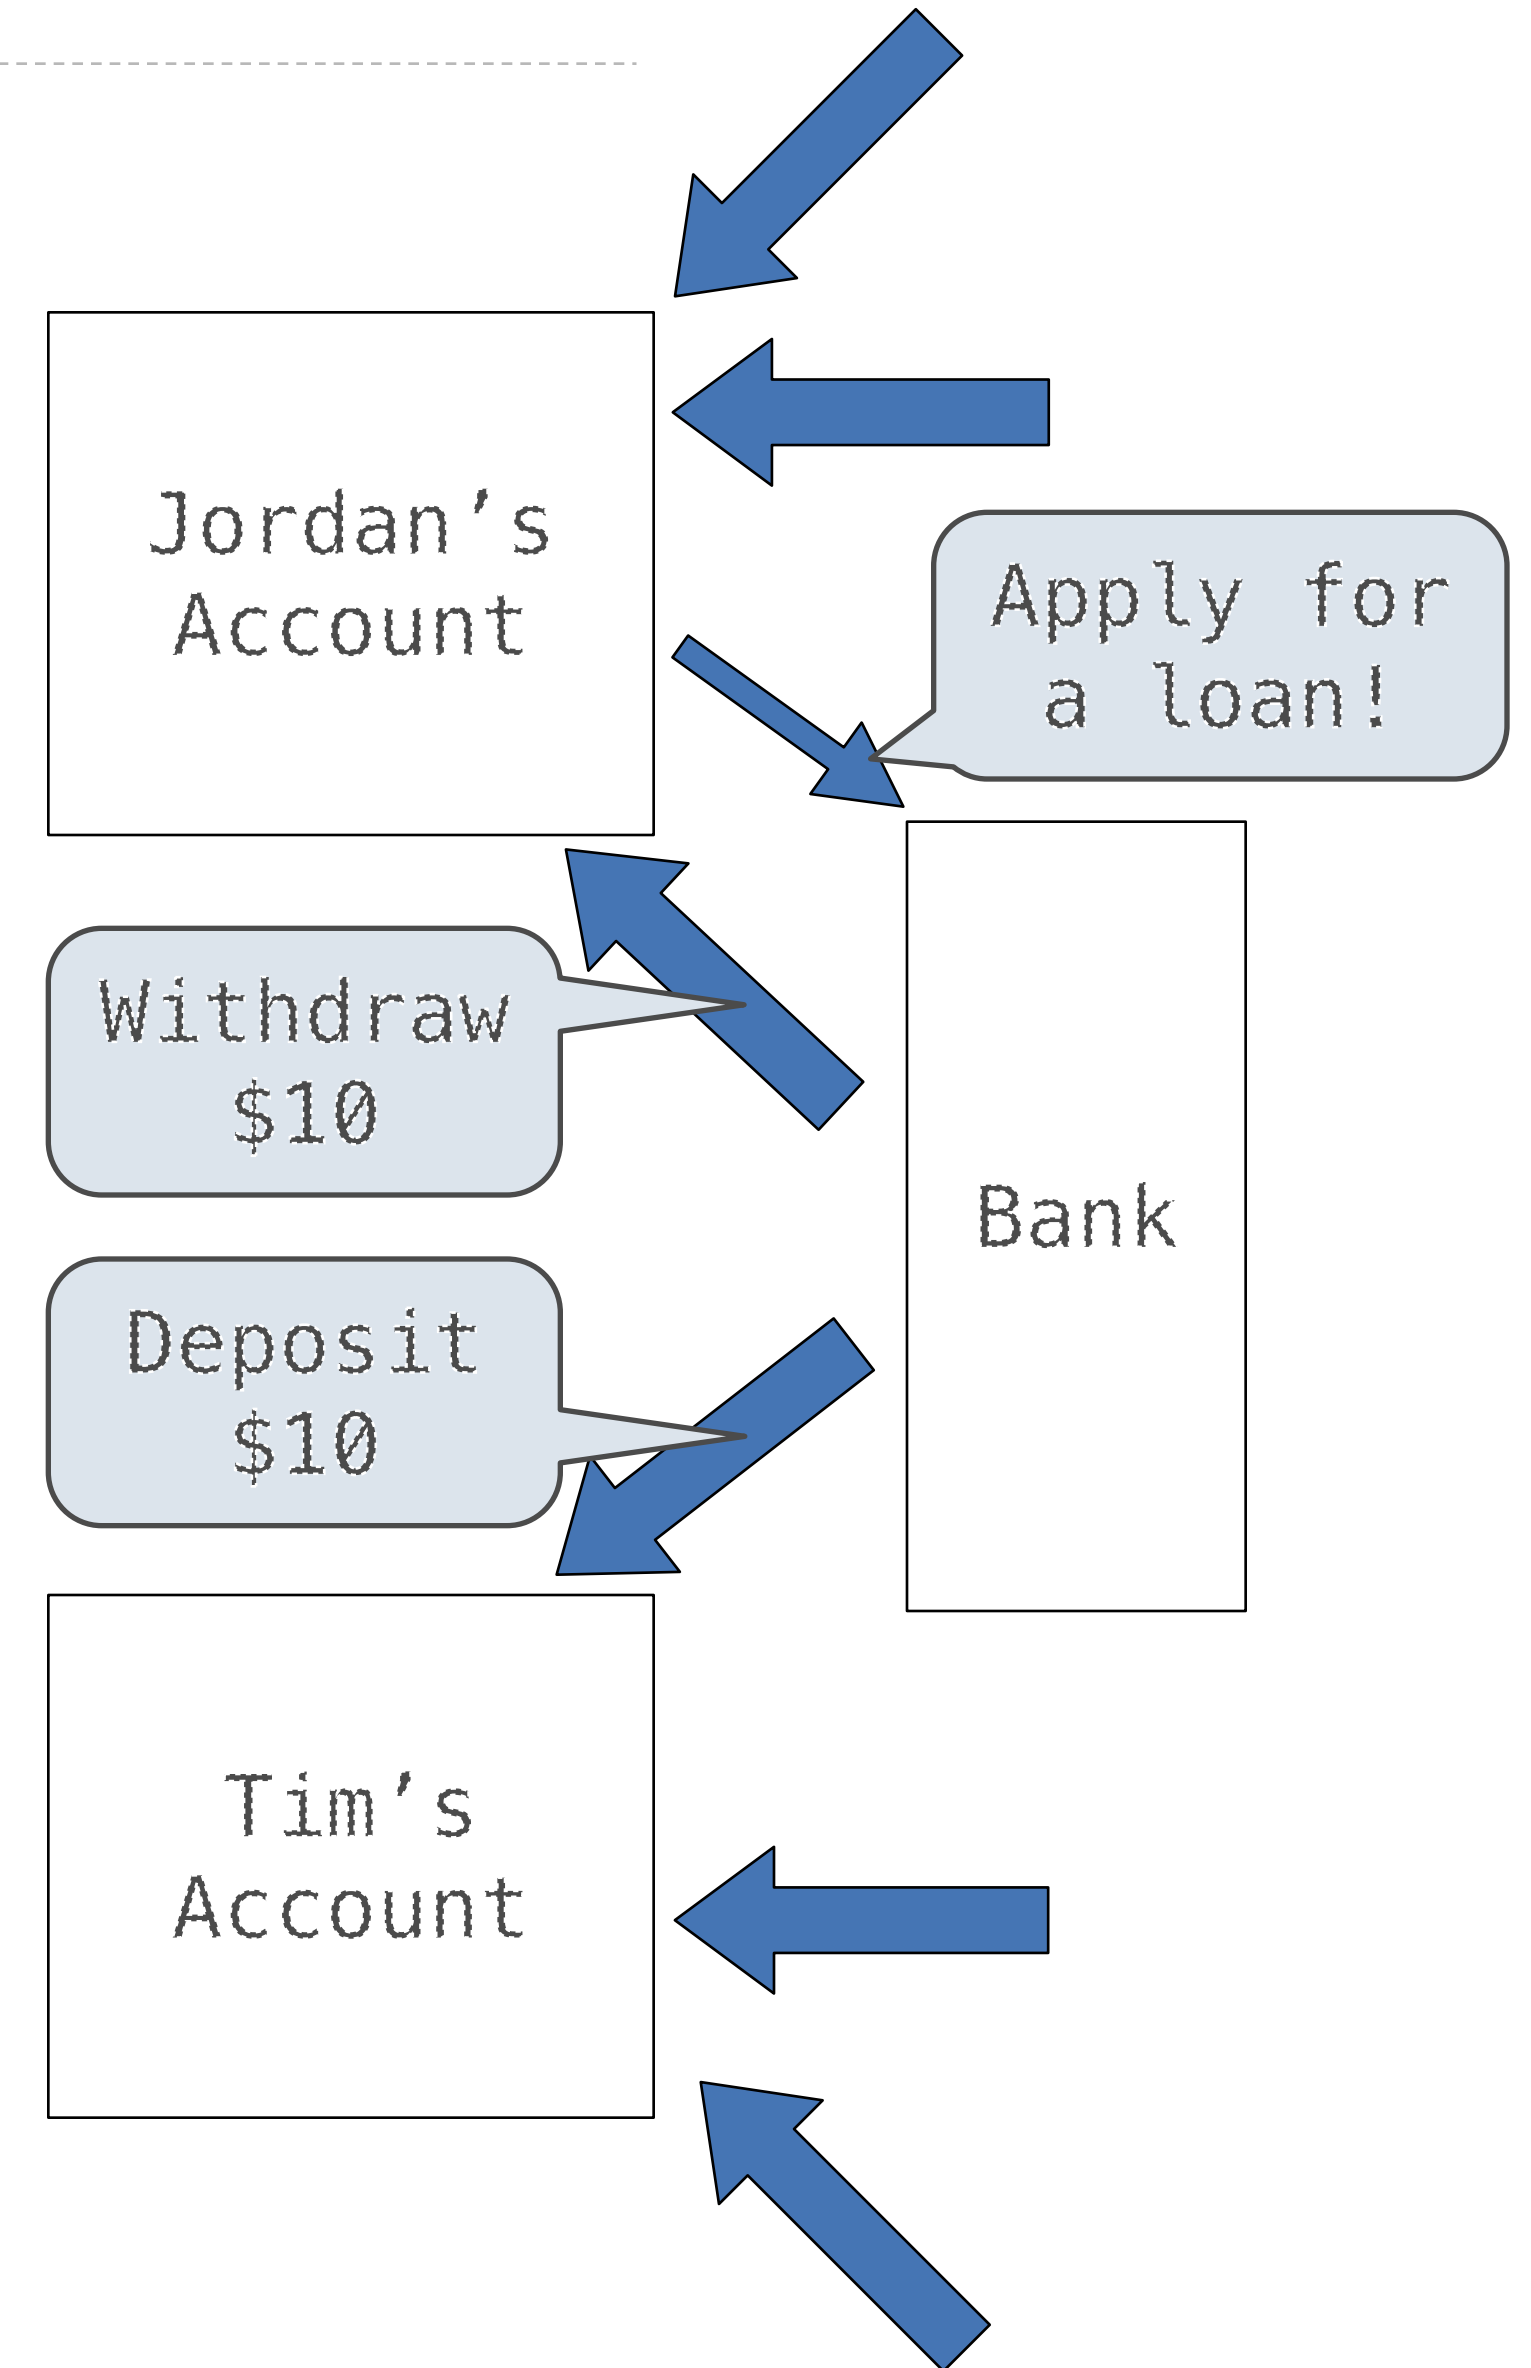 Jordan’s
Account
Apply for
a loan!
Withdraw
$10
Bank
Deposit
$10
Tim’s
Account